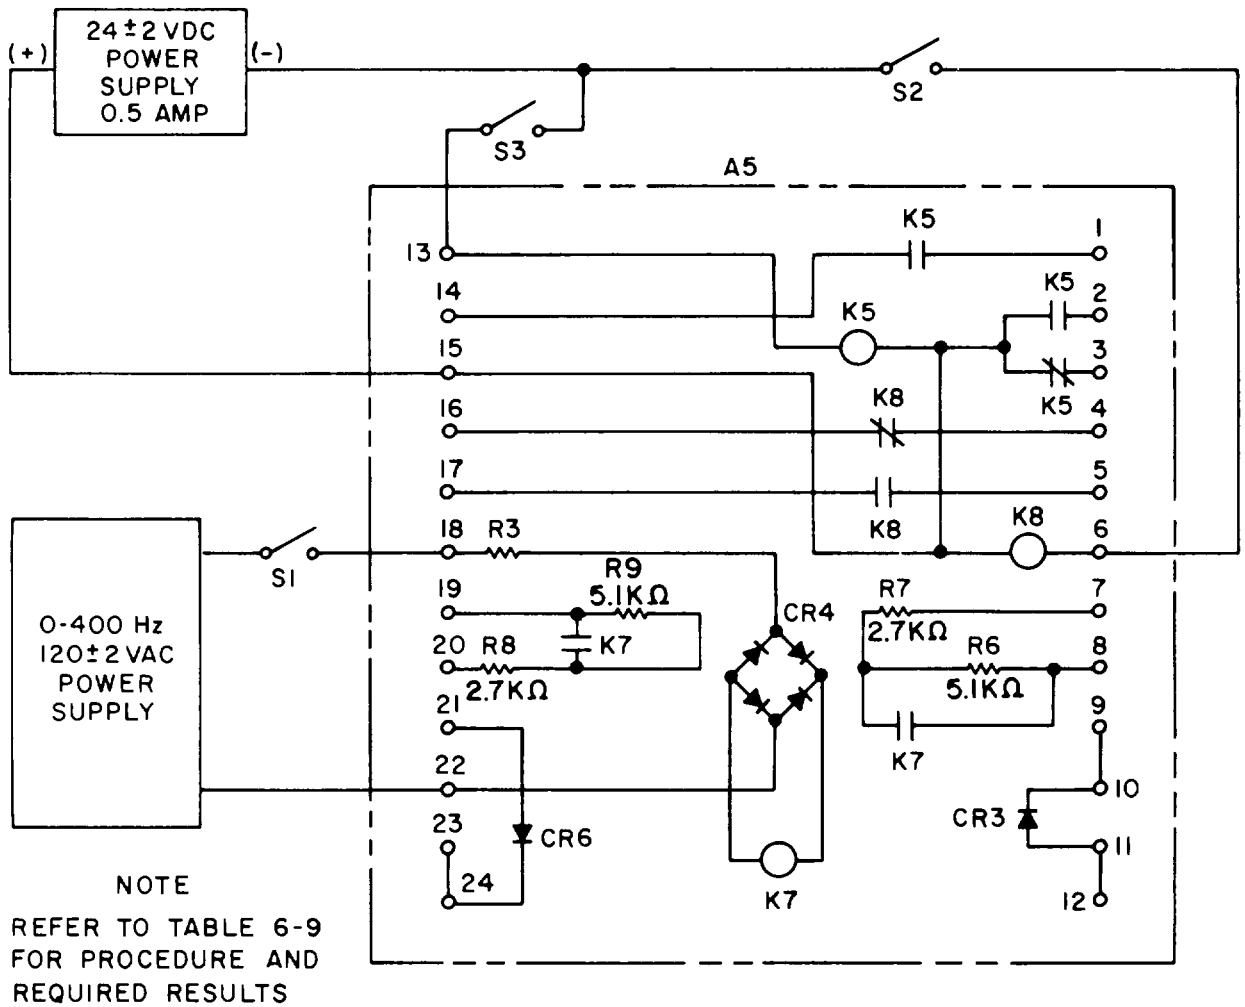 24±2 VDC
POWER
SUPPLY
0.5 AMP
(+)
(-)
S2
S3
A5
K5
1
13
14
K5
K5
2
15
3
K5
16
K8
4
17
5
K8
K8
18
R3
6
S1
19
R9
5.1KΩ
R7
7
2.7KΩ
CR4
0-400 Hz
120±2 VAC
POWER
SUPPLY
20
R8
K7
R6
8
2.7KΩ
5.1KΩ
21
9
K7
22
10
CR3
23
CR6
11
24
K7
12
NOTE
REFER TO TABLE 6-9
FOR PROCEDURE AND
REQUIRED RESULTS